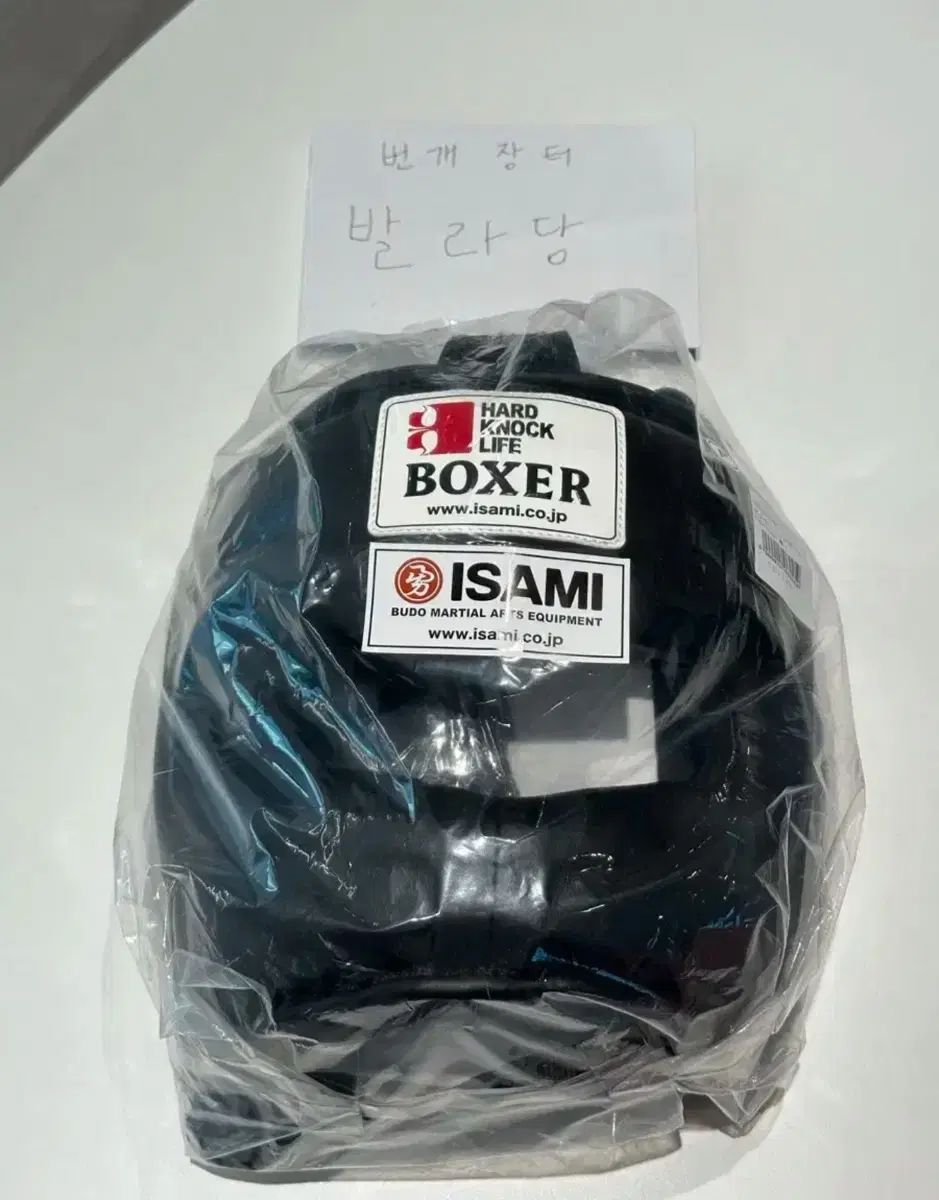 번개 장터
발라당
HARD
KNOCK
LIFE
BOXER
www.isami.co.jp
ISAMI
BUDO MARTIAL ARTS EQUIPMENT
www.isami.co.jp